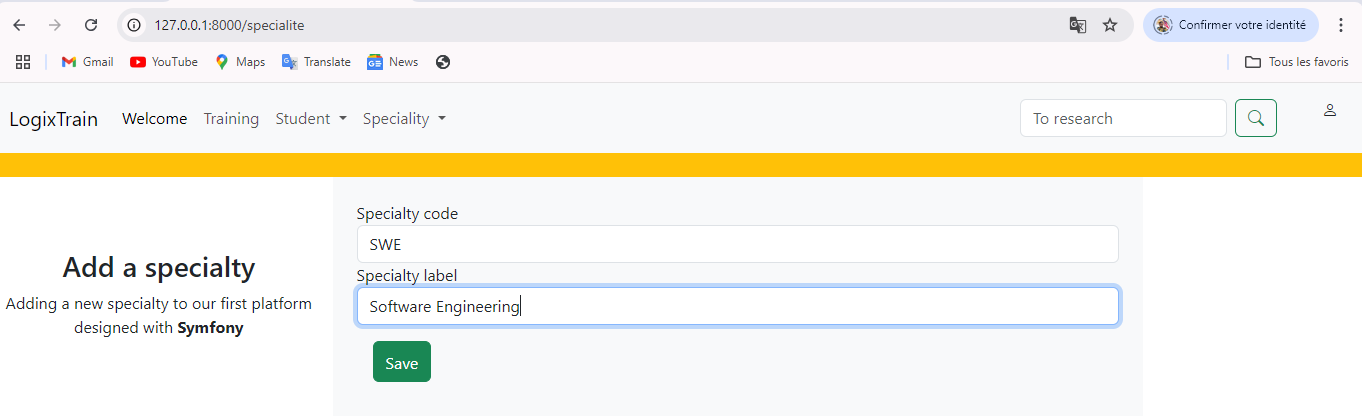 127.0.0.1:8000/specialite
Confirmer votre identité
Gmail YouTube Maps Translate News Tous les favoris
LogixTrain Welcome Training Student Speciality To research
Specialty code
SWE
Add a specialty
Specialty label
Adding a new specialty to our first platform
Software Engineering
designed with Symfony
Save